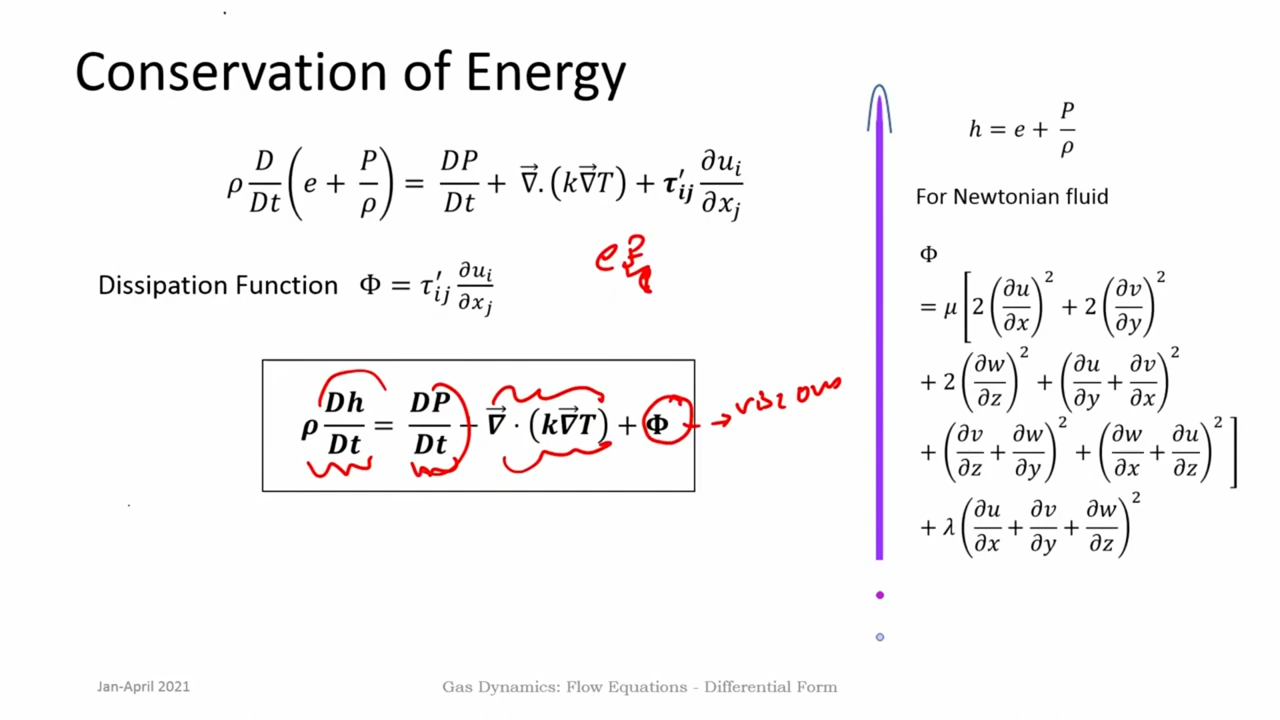 Conservation of Energy
ρ D/Dt (e + P/ρ) = DP/Dt + ∇⃗.(k∇⃗T) + τ′ij ∂ui/∂xj
Dissipation Function Φ = τ′ij ∂ui/∂xj
ρ Dh/Dt = DP/Dt + ∇⃗ · (k∇⃗T) + Φ → viscous
h = e + P/ρ
For Newtonian fluid
Φ
= μ[2(∂u/∂x)² + 2(∂v/∂y)²
+ 2(∂w/∂z)² + (∂u/∂y + ∂v/∂x)²
+ (∂v/∂z + ∂w/∂y)² + (∂w/∂x + ∂u/∂z)²]
+ λ(∂u/∂x + ∂v/∂y + ∂w/∂z)²
Jan-April 2021
Gas Dynamics: Flow Equations - Differential Form